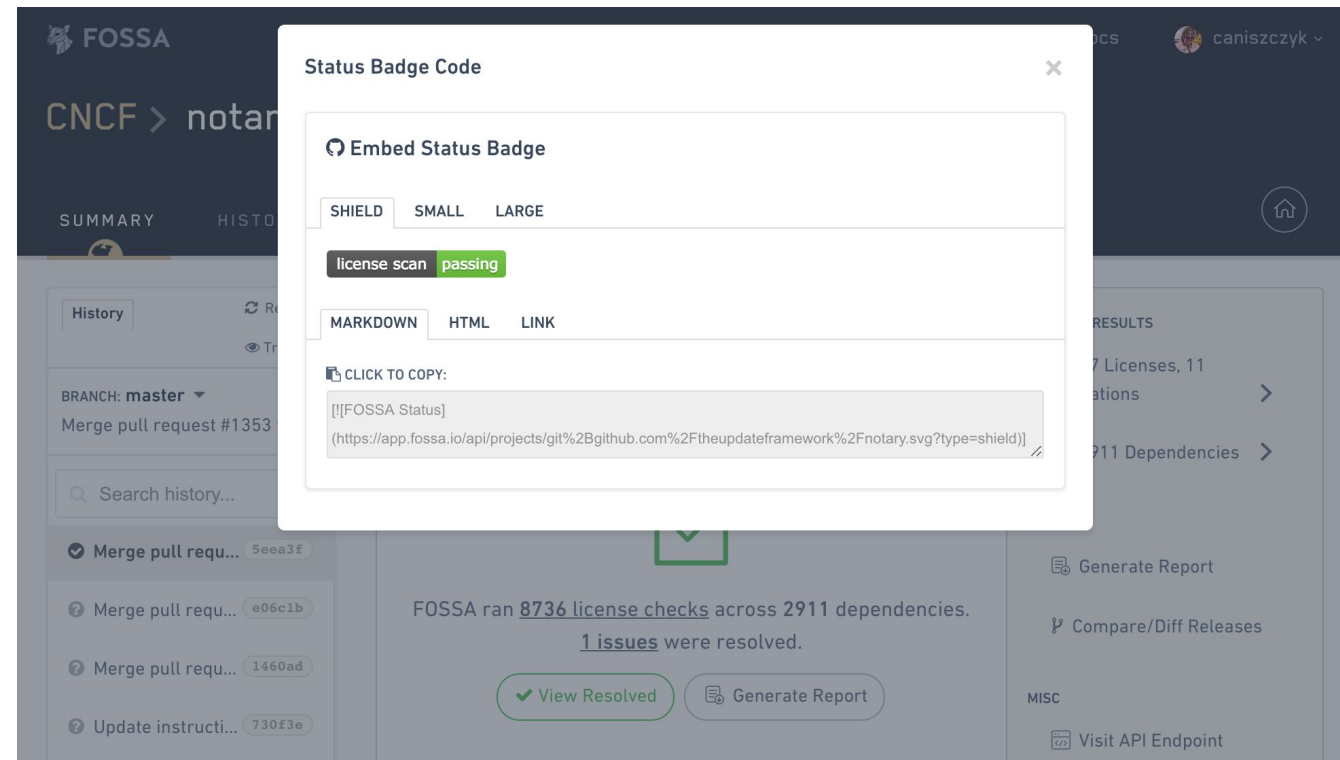 FOSSA
ocs
caniszczyk
CNCF > notar
SUMMARY
HISTO
Status Badge Code
×
Embed Status Badge
SHIELD SMALL LARGE
license scan passing
MARKDOWN HTML LINK
CLICK TO COPY:
[![FOSSA Status]
(https://app.fossa.io/api/projects/git%2Bgithub.com%2Ftheupdateframework%2Fnotary.svg?type=shield)]
History
BRANCH: master
Merge pull request #1353
Search history...
Merge pull requ... 5eea3f
Merge pull requ... e06c1b
Merge pull requ... 1460ad
Update instructi... 730f3e
FOSSA ran 8736 license checks across 2911 dependencies.
1 issues were resolved.
View Resolved
Generate Report
RESULTS
7 Licenses, 11
ations
911 Dependencies
Generate Report
Compare/Diff Releases
MISC
Visit API Endpoint